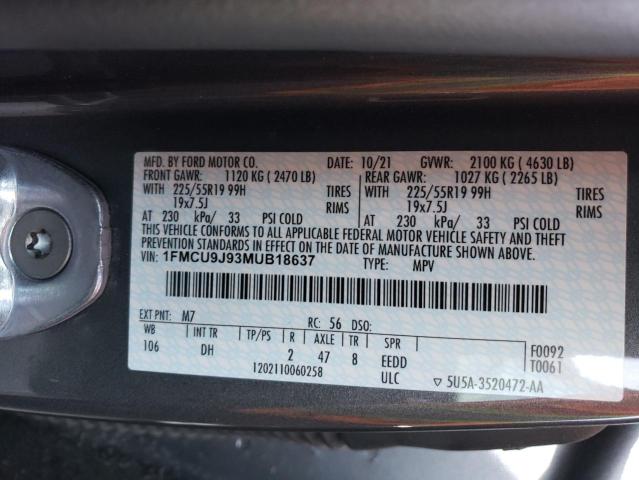 MFD. BY FORD MOTOR CO. 10/21 GVWR: 2100 KG ( 4630 LB)
FRONT GAWR: 1120 KG ( 2470 LB) REAR GAWR: 1027 KG ( 2265 LB)
WITH 225/55R19 99H TIRES WITH 225/55R19 99H TIRES
19x7.5J RIMS 19x7.5J RIMS
AT 230 kPa/ 33 PSI COLD AT 230 kPa/ 33 PSI COLD
THIS VEHICLE CONFORMS TO ALL APPLICABLE FEDERAL MOTOR VEHICLE SAFETY AND THEFT
PREVENTION STANDARDS IN EFFECT ON THE DATE OF MANUFACTURE SHOWN ABOVE.
VIN: 1FMCU9J93MUB18637 TYPE: MPV
EXT PNT: M7 RC: 56 DSO: F0092
WB INT TR TP/PS R AXLE TR SPR T0061
106 DH 2 47 8 EEDD
1202110060258 ULC ▽ 5U5A-3520472-AA